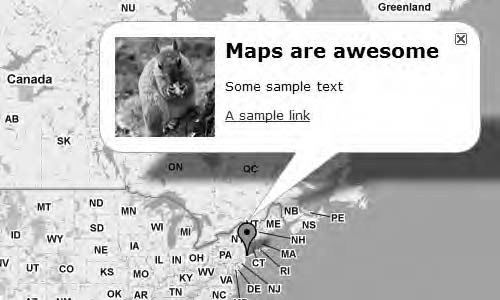 NU
Greenland
Maps are awesome
Some sample text
A sample link
Canada
AB
SK
ON
QC
MT
ND
MN
NB
PE
ID
SD
WI
MI
VT
ME
NS
WY
NE
IA
NH
NV
UT
CO
KS
MO
IL
IN
OH
PA
MA
CT
RI
KY
WV
VA
OK
AR
TN
NC
DE
NJ